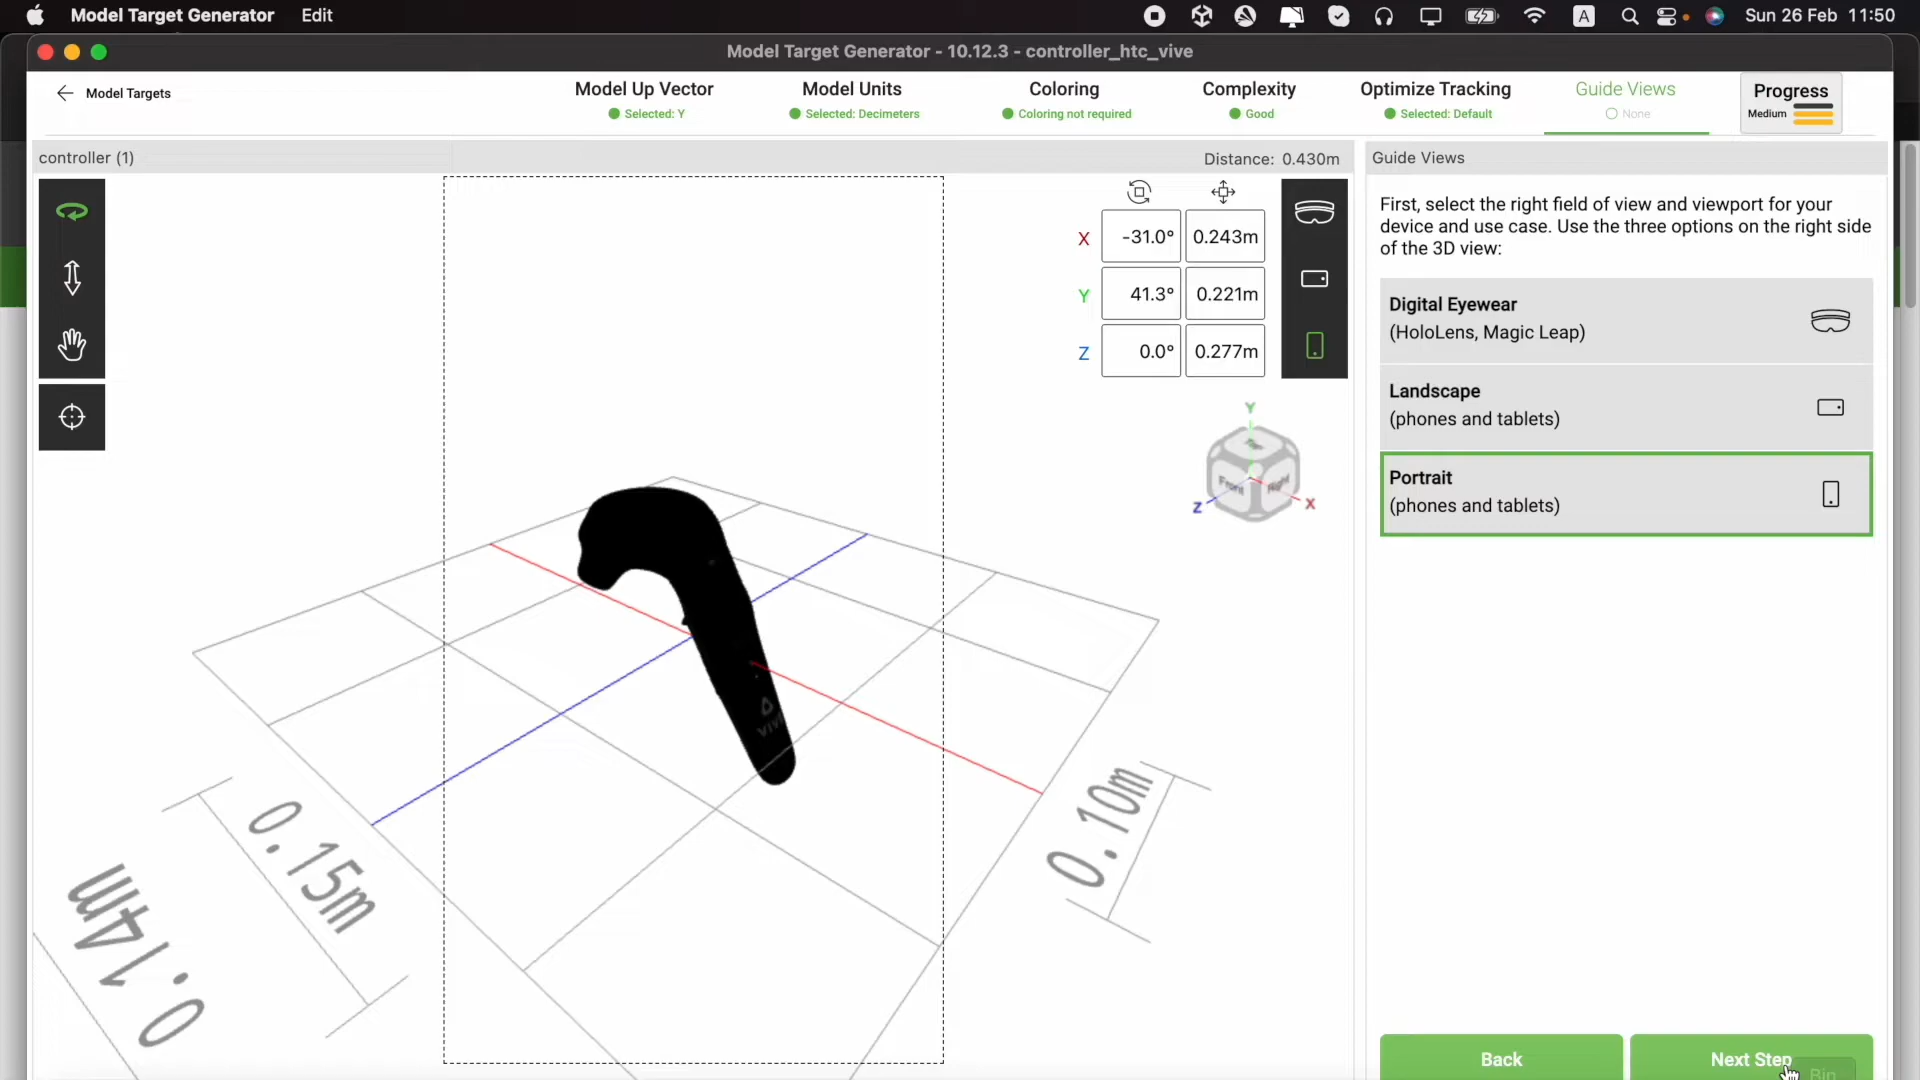 Model Target Generator Edit
A Sun 26 Feb 11:50
Model Target Generator - 10.12.3 - controller_htc_vive
Model Targets
Model Up Vector
Selected: Y
Model Units
Selected: Decimeters
Coloring
Coloring not required
Complexity
Good
Optimize Tracking
Selected: Default
Guide Views
None
Progress
Medium
controller (1)
Distance: 0.430m
X -31.0° 0.243m
Y 41.3° 0.221m
Z 0.0° 0.277m
Y
Front Right
Z X
VIVE
0.15m
0.10m
0.14m
Guide Views
First, select the right field of view and viewport for your
device and use case. Use the three options on the right side
of the 3D view:
Digital Eyewear
(HoloLens, Magic Leap)
Landscape
(phones and tablets)
Portrait
(phones and tablets)
Back
Next Step
Bin